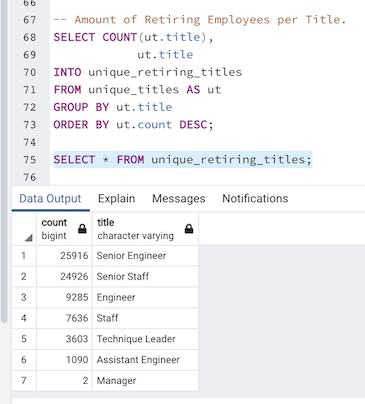 66
67 -- Amount of Retiring Employees per Title.
68 SELECT COUNT(ut.title),
69 ut.title
70 INTO unique_retiring_titles
71 FROM unique_titles AS ut
72 GROUP BY ut.title
73 ORDER BY ut.count DESC;
74
75 SELECT * FROM unique_retiring_titles;
76
Data Output Explain Messages Notifications
count title
bigint character varying
1 25916 Senior Engineer
2 24926 Senior Staff
3 9285 Engineer
4 7636 Staff
5 3603 Technique Leader
6 1090 Assistant Engineer
7 2 Manager